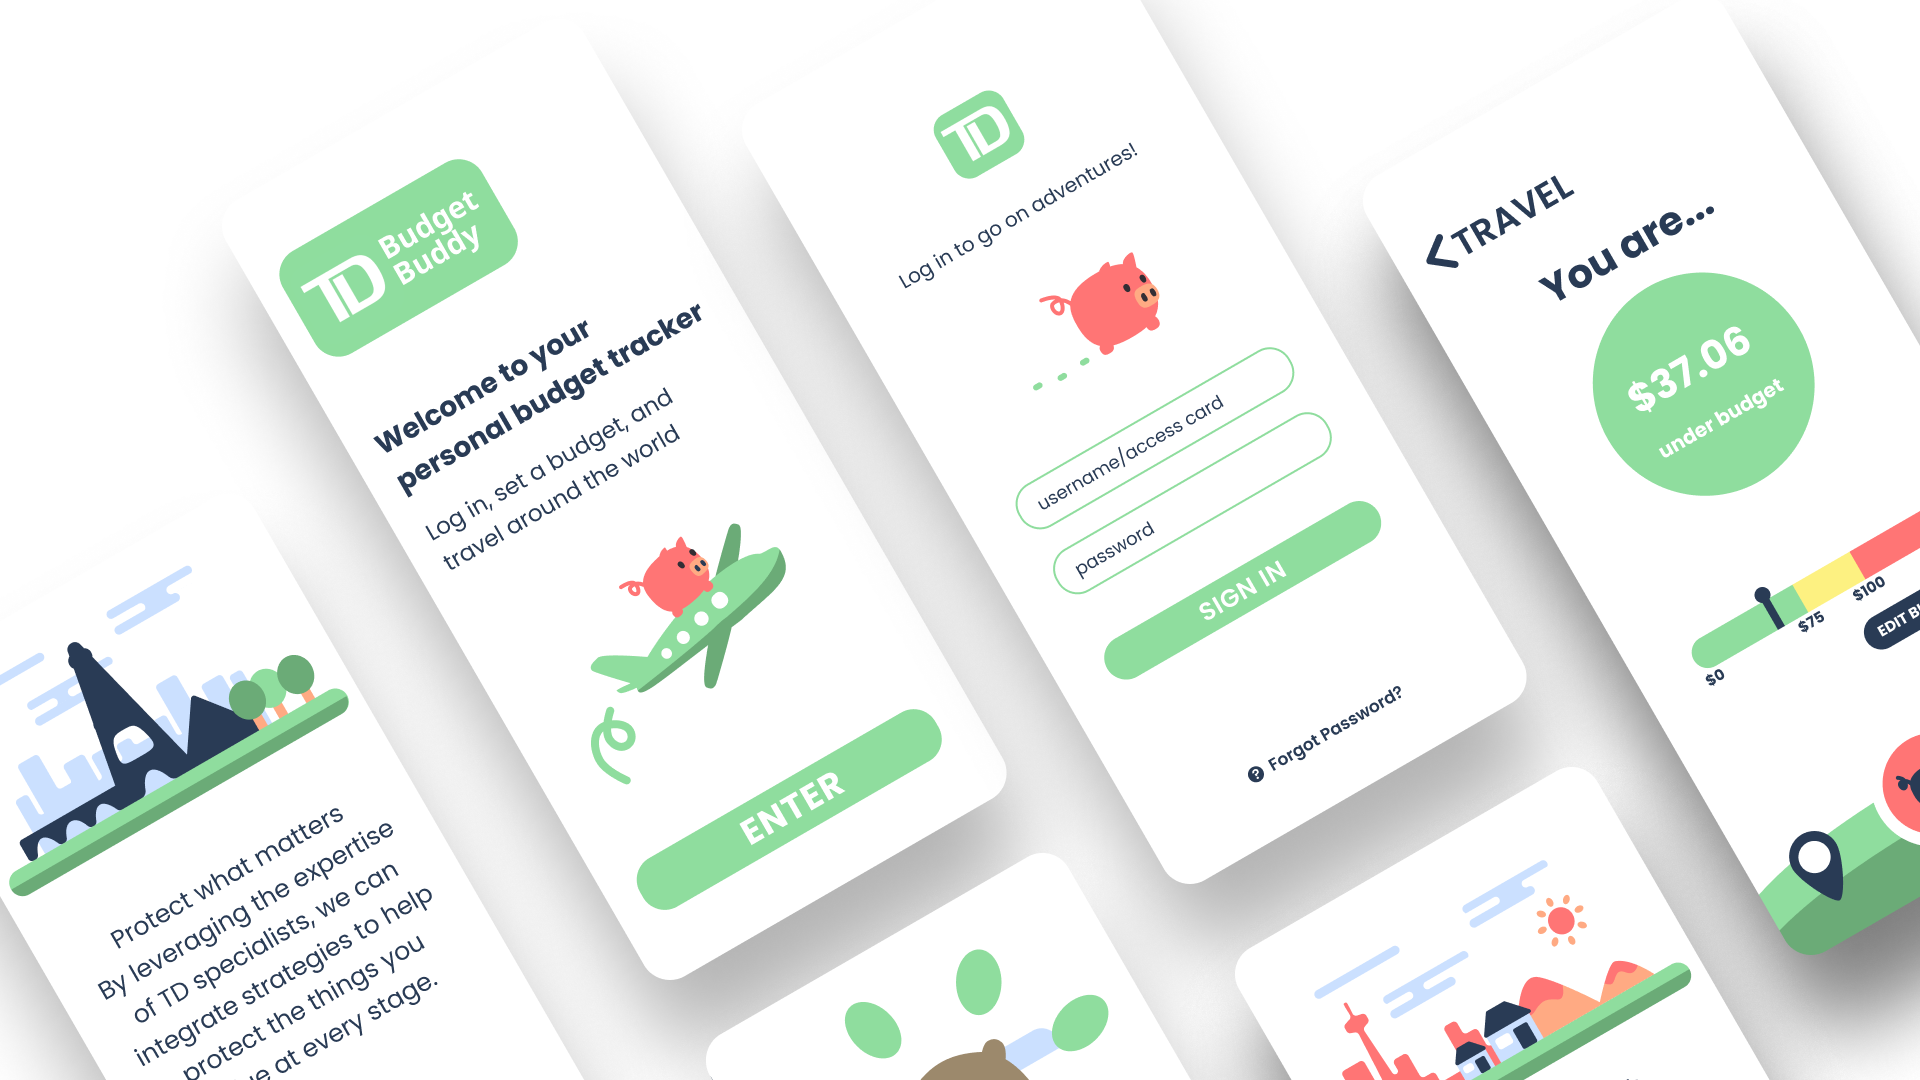 Protect what matters
By leveraging the expertise
of TD specialists, we can
integrate strategies to help
protect the things you
at every stage.
TD Budget
Buddy
Welcome to your
personal budget tracker
Log in, set a budget, and
travel around the world
ENTER
TD
Log in to go on adventures!
username/access card
password
SIGN IN
? Forgot Password?
TRAVEL
You are...
$37.06
under budget
$0
$75
$100
EDIT